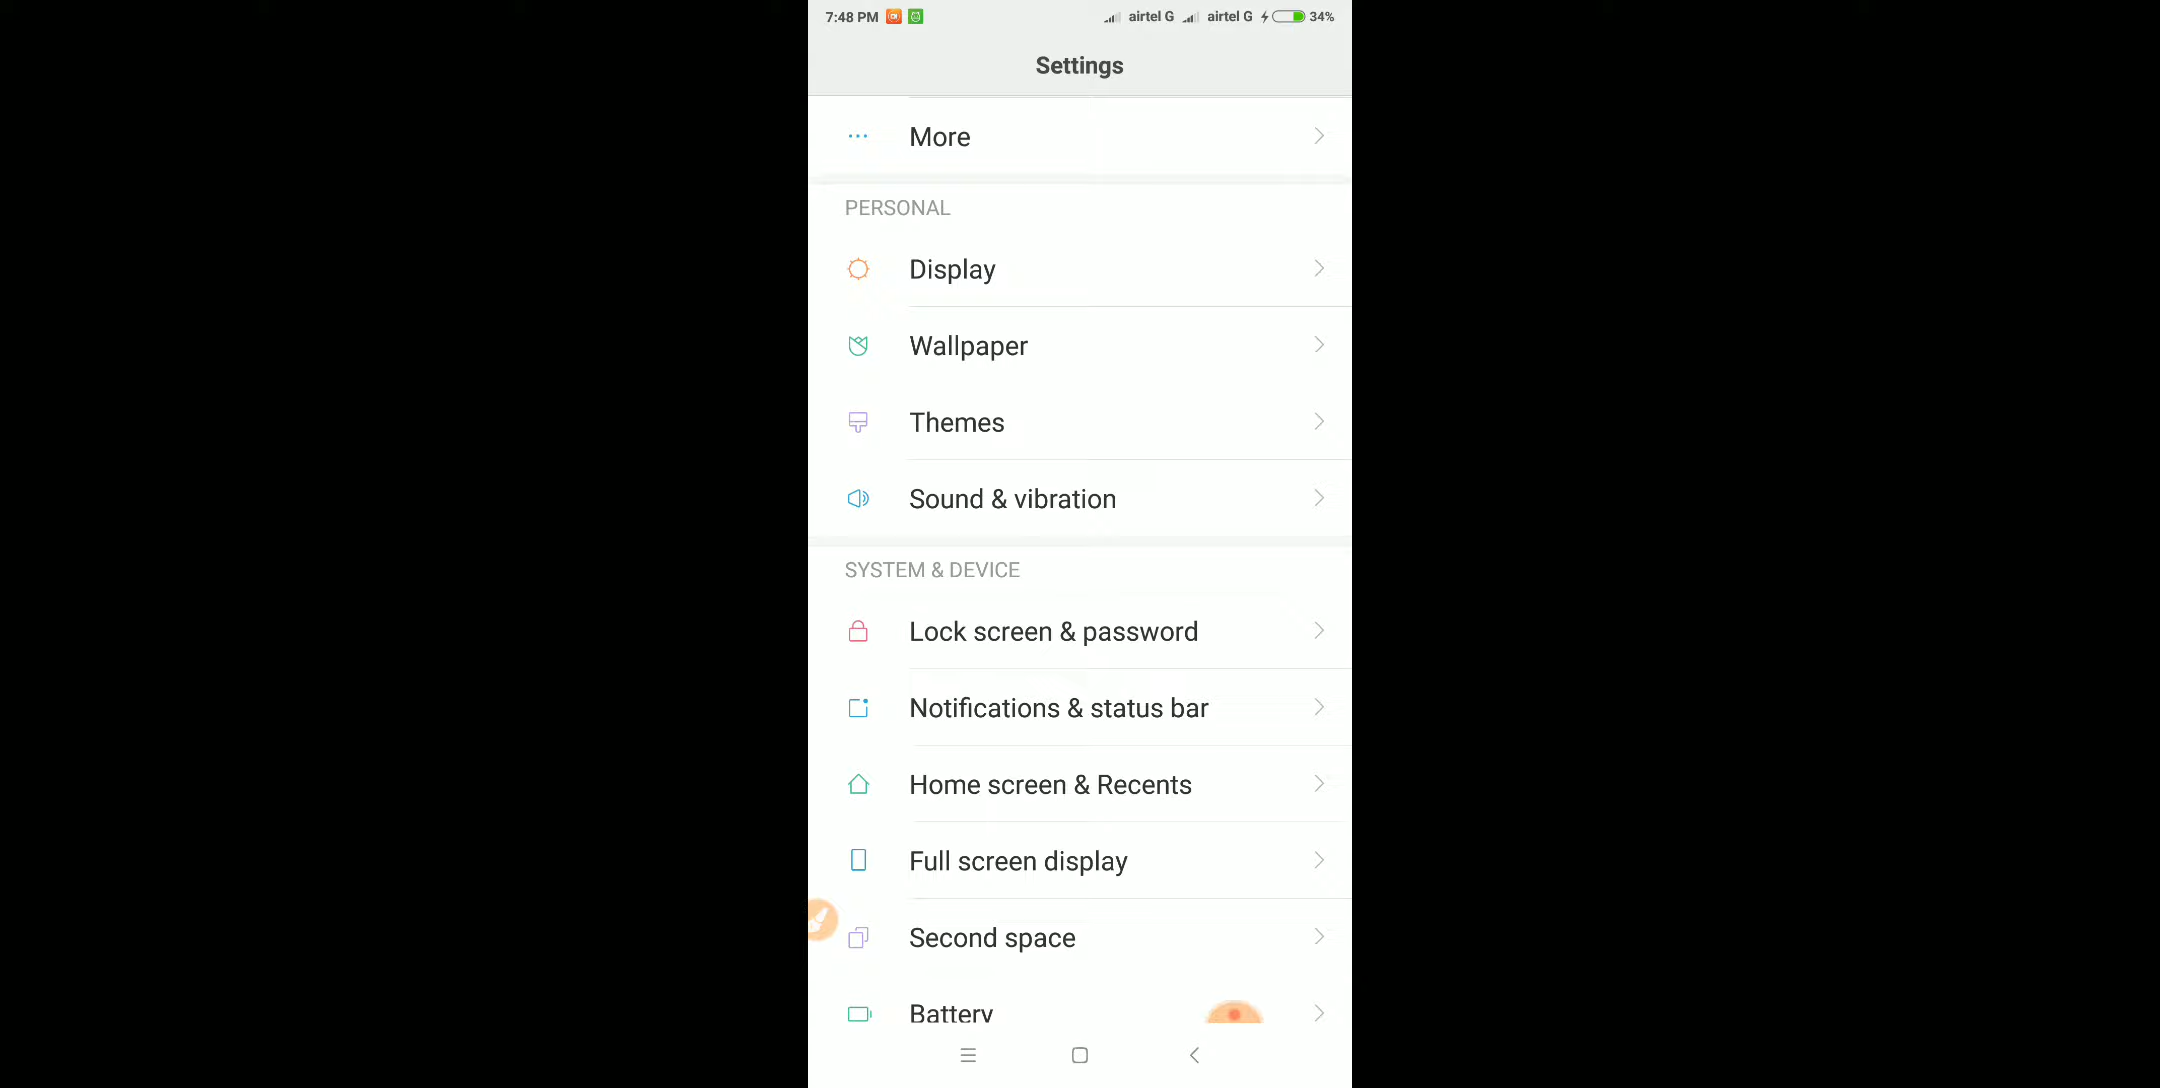 7:48 PM airtel G airtel G 34%
Settings
More
PERSONAL
Display
Wallpaper
Themes
Sound & vibration
SYSTEM & DEVICE
Lock screen & password
Notifications & status bar
Home screen & Recents
Full screen display
Second space
Battery